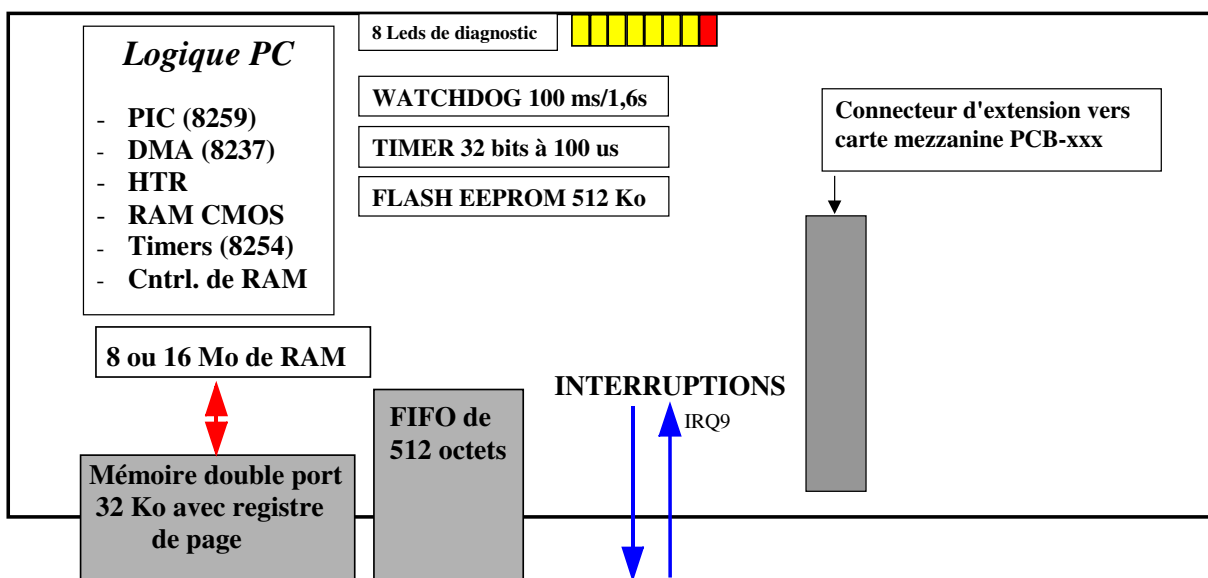 8 Leds de diagnostic
Logique PC
- PIC (8259)
- DMA (8237)
- HTR
- RAM CMOS
- Timers (8254)
- Cntrl. de RAM
WATCHDOG 100 ms/1,6s
TIMER 32 bits à 100 us
FLASH EEPROM 512 Ko
Connecteur d'extension vers
carte mezzanine PCB-xxx
8 ou 16 Mo de RAM
INTERRUPTIONS
IRQ9
FIFO de
512 octets
Mémoire double port
32 Ko avec registre
de page